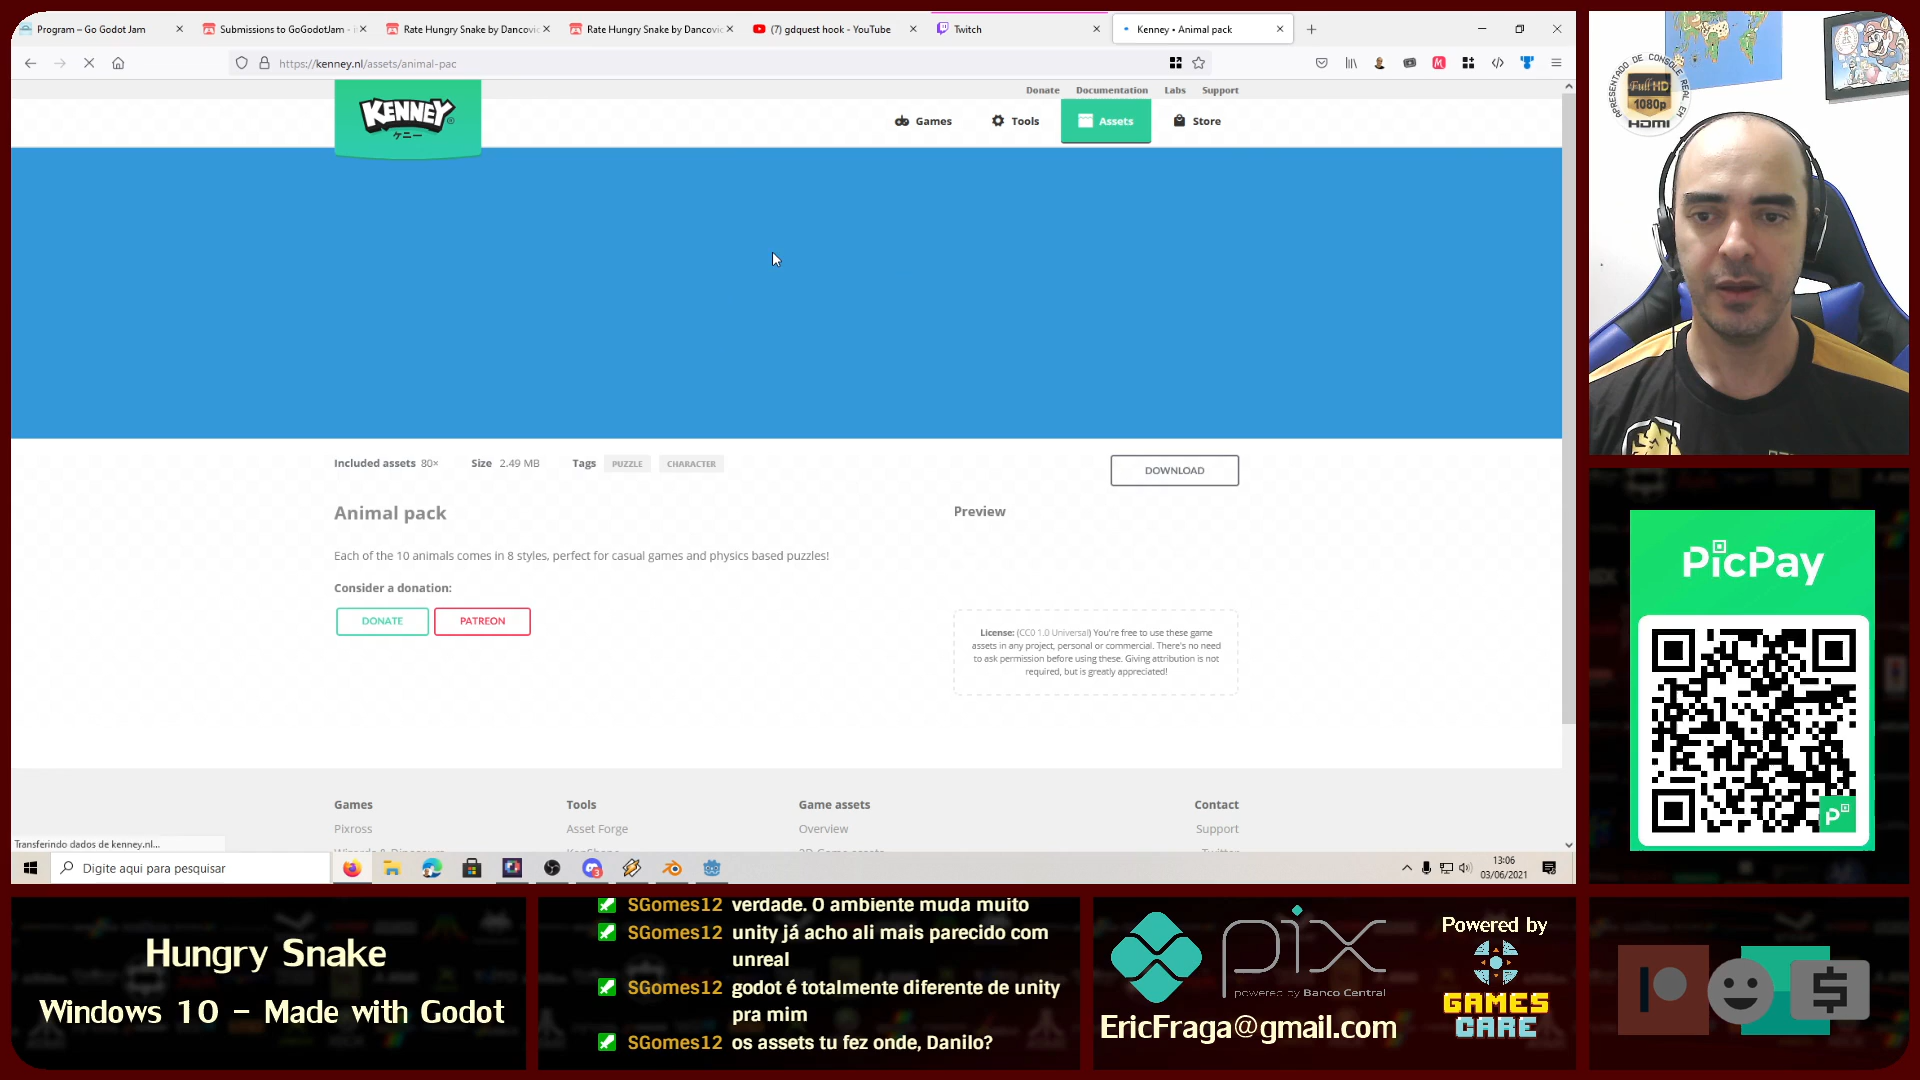 Program – Go Godot Jam
Submissions to GoGodotJam -
Rate Hungry Snake by Dancovic
Rate Hungry Snake by Dancovic
(7) gdquest hook - YouTube
Twitch
Kenney • Animal pack
https://kenney.nl/assets/animal-pac
Donate Documentation Labs Support
KENNEY
ケニー
Games Tools Assets Store
Included assets 80× Size 2.49 MB Tags PUZZLE CHARACTER
DOWNLOAD
Animal pack
Preview
Each of the 10 animals comes in 8 styles, perfect for casual games and physics based puzzles!
Consider a donation:
DONATE PATREON
License: (CC0 1.0 Universal) You're free to use these game
assets in any project, personal or commercial. There's no need
to ask permission before using these. Giving attribution is not
required, but is greatly appreciated!
Games Tools Game assets Contact
Pixross Asset Forge Overview Support
Transferindo dados de kenney.nl...
Digite aqui para pesquisar
13:06
03/06/2021
APRESENTADO DE CONSOLE REAL EM
Full HD
1080p
HDMI
PicPay
Hungry Snake
Windows 10 - Made with Godot
SGomes12 verdade. O ambiente muda muito
SGomes12 unity já acho ali mais parecido com
unreal
SGomes12 godot é totalmente diferente de unity
pra mim
SGomes12 os assets tu fez onde, Danilo?
pix
powered by Banco Central
EricFraga@gmail.com
Powered by
GAMES
CARE